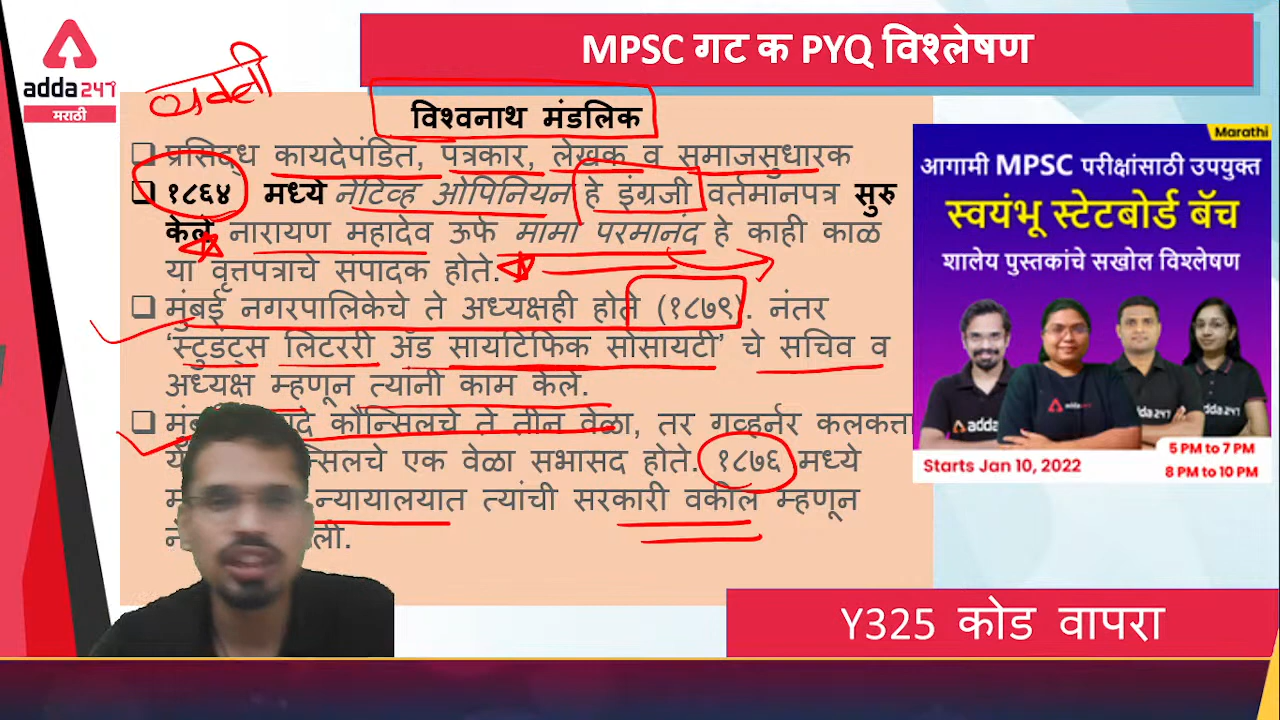 MPSC गट क PYQ विश्लेषण
adda247
मराठी
व्यक्ती
विश्वनाथ मंडलिक
प्रसिद्ध कायदेपंडित, पत्रकार, लेखक व समाजसुधारक
१८६४ मध्ये नेटिव्ह ओपिनियन हे इंग्रजी वर्तमानपत्र सुरु
केले नारायण महादेव ऊर्फ मामा परमानंद हे काही काळ
या वृत्तपत्राचे संपादक होते.
मुंबई नगरपालिकेचे ते अध्यक्षही होते (१८७९). नंतर
‘स्टुडंट्स लिटररी अँड सायंटिफिक सोसायटी’ चे सचिव व
अध्यक्ष म्हणून त्यांनी काम केले.
कौन्सिलचे ते तीन वेळा, तर गव्हर्नर कलकत्ता
एक वेळा सभासद होते. १८७६ मध्ये
न्यायालयात त्यांची सरकारी वकील म्हणून
Marathi
आगामी MPSC परीक्षांसाठी उपयुक्त
स्वयंभू स्टेटबोर्ड बॅच
शालेय पुस्तकांचे सखोल विश्लेषण
Starts Jan 10, 2022
5 PM to 7 PM
8 PM to 10 PM
Y325 कोड वापरा